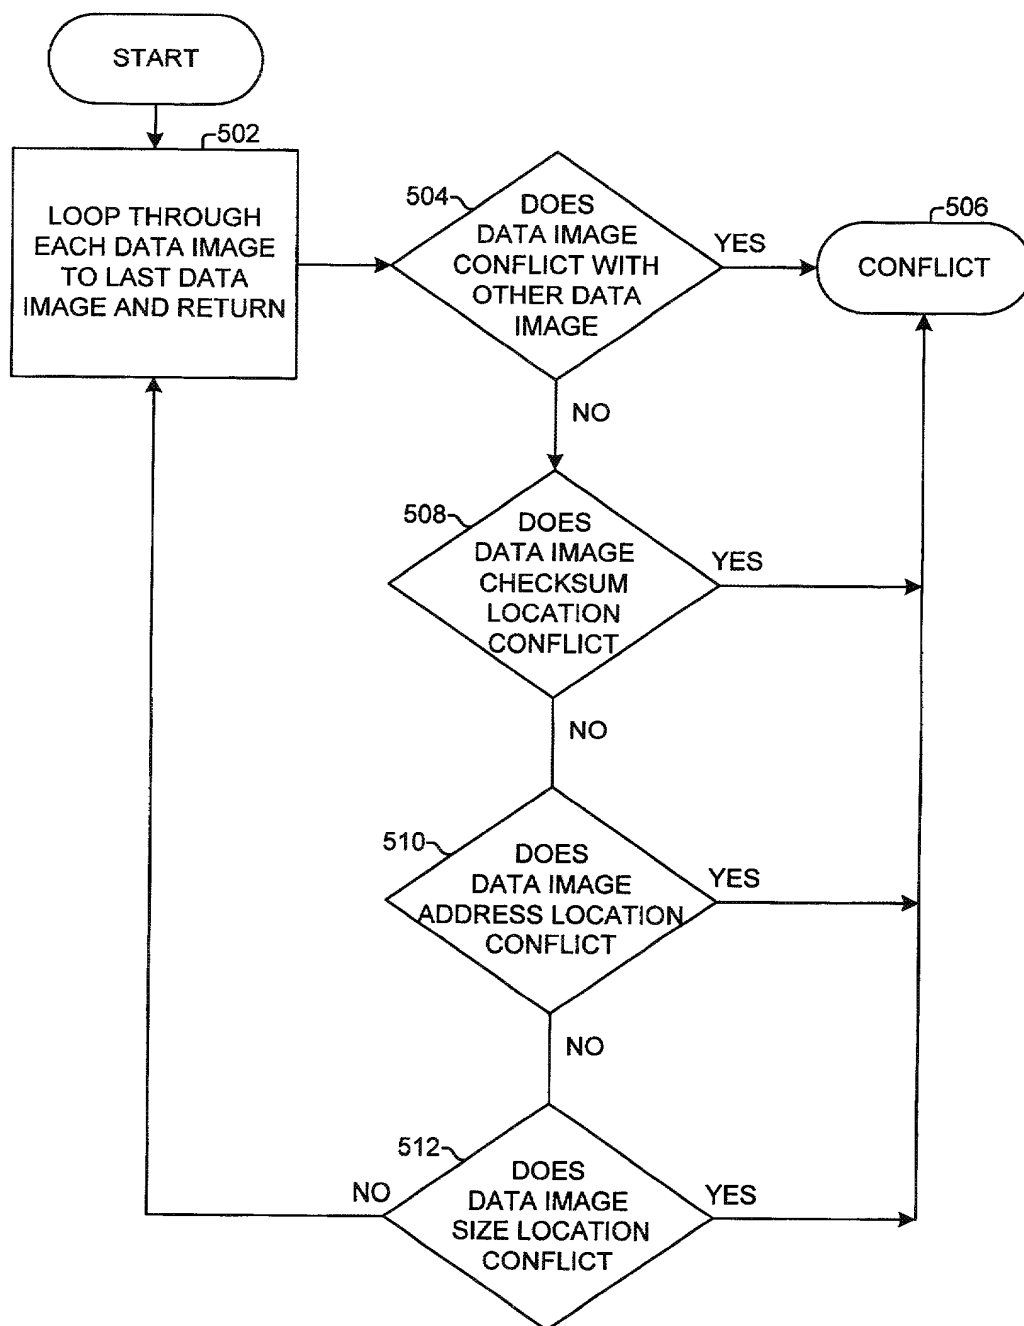 START
502
LOOP THROUGH
EACH DATA IMAGE
TO LAST DATA
IMAGE AND RETURN
504
DOES
DATA IMAGE
CONFLICT WITH
OTHER DATA
IMAGE
YES
506
CONFLICT
NO
508
DOES
DATA IMAGE
CHECKSUM
LOCATION
CONFLICT
YES
NO
510
DOES
DATA IMAGE
ADDRESS LOCATION
CONFLICT
YES
NO
512
DOES
DATA IMAGE
SIZE LOCATION
CONFLICT
NO
YES